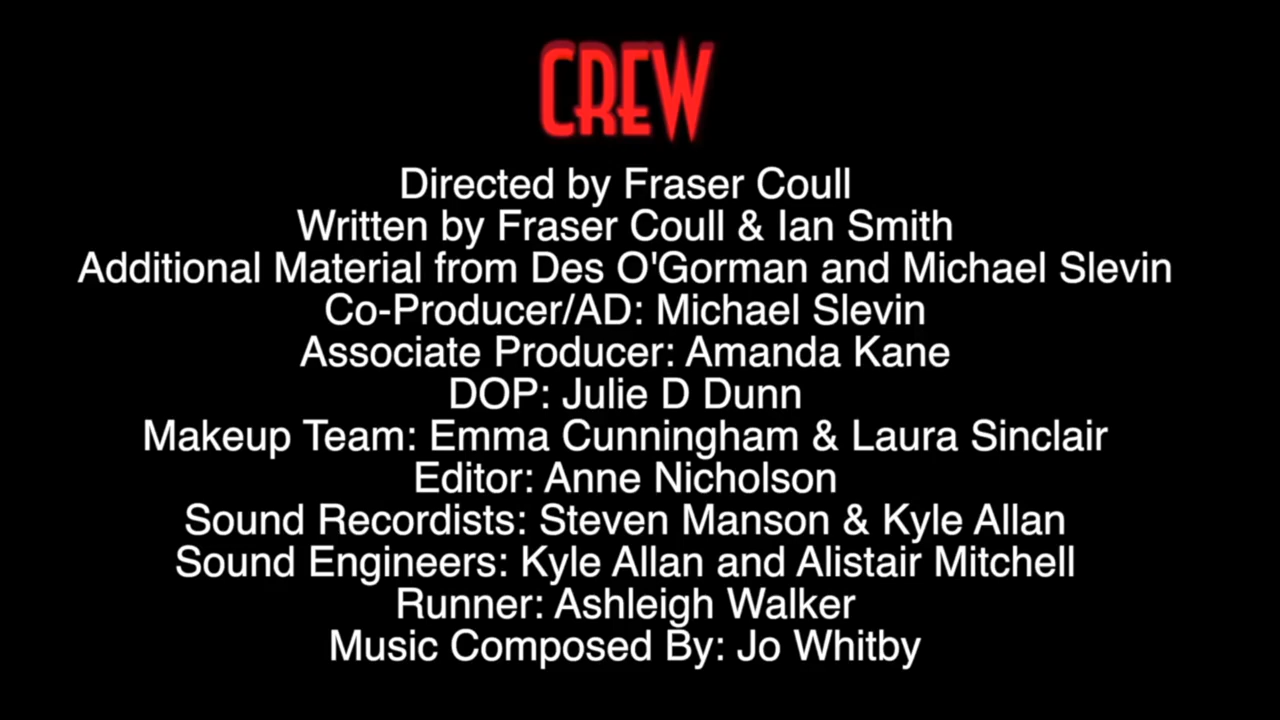 CREW
Directed by Fraser Coull
Written by Fraser Coull & Ian Smith
Additional Material from Des O'Gorman and Michael Slevin
Co-Producer/AD: Michael Slevin
Associate Producer: Amanda Kane
DOP: Julie D Dunn
Makeup Team: Emma Cunningham & Laura Sinclair
Editor: Anne Nicholson
Sound Recordists: Steven Manson & Kyle Allan
Sound Engineers: Kyle Allan and Alistair Mitchell
Runner: Ashleigh Walker
Music Composed By: Jo Whitby